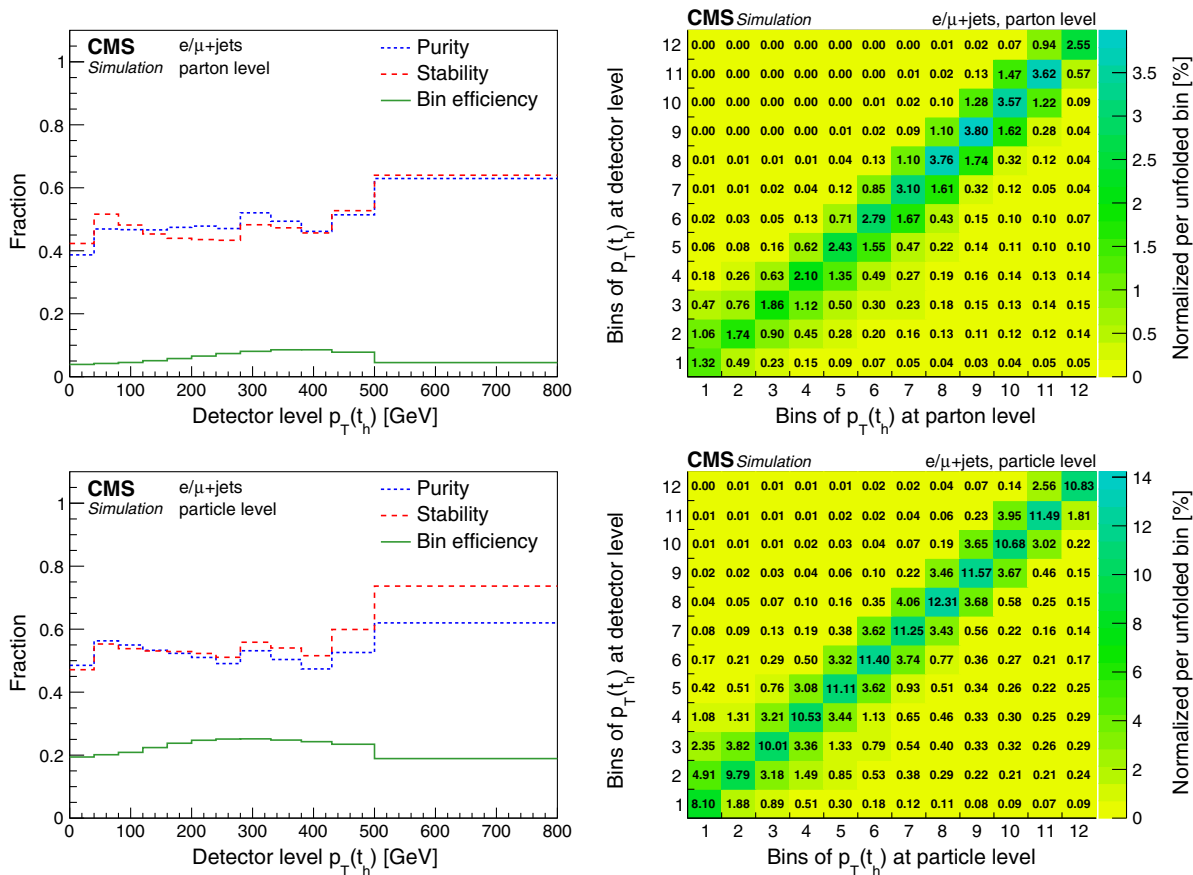 CMS e/μ+jets
Simulation parton level
Purity
Stability
Bin efficiency
Fraction
1
0.8
0.6
0.4
0.2
0
0 100 200 300 400 500 600 700 800
Detector level p_T(t_h) [GeV]
CMS Simulation e/μ+jets, parton level
Bins of p_T(t_h) at detector level
12 0.00 0.00 0.00 0.00 0.00 0.00 0.00 0.01 0.02 0.07 0.94 2.55
11 0.00 0.00 0.00 0.00 0.00 0.00 0.01 0.02 0.13 1.47 3.62 0.57
10 0.00 0.00 0.00 0.00 0.00 0.01 0.02 0.10 1.28 3.57 1.22 0.09
9 0.00 0.00 0.00 0.00 0.01 0.02 0.09 1.10 3.80 1.62 0.28 0.04
8 0.01 0.01 0.01 0.01 0.04 0.13 1.10 3.76 1.74 0.32 0.12 0.04
7 0.01 0.01 0.02 0.04 0.12 0.85 3.10 1.61 0.32 0.12 0.05 0.04
6 0.02 0.03 0.05 0.13 0.71 2.79 1.67 0.43 0.15 0.10 0.10 0.07
5 0.06 0.08 0.16 0.62 2.43 1.55 0.47 0.22 0.14 0.11 0.10 0.10
4 0.18 0.26 0.63 2.10 1.35 0.49 0.27 0.19 0.16 0.14 0.13 0.14
3 0.47 0.76 1.86 1.12 0.50 0.30 0.23 0.18 0.15 0.13 0.14 0.15
2 1.06 1.74 0.90 0.45 0.28 0.20 0.16 0.13 0.11 0.12 0.12 0.14
1 1.32 0.49 0.23 0.15 0.09 0.07 0.05 0.04 0.03 0.04 0.05 0.05
1 2 3 4 5 6 7 8 9 10 11 12
Bins of p_T(t_h) at parton level
3.5
3
2.5
2
1.5
1
0.5
0
Normalized per unfolded bin [%]
CMS e/μ+jets
Simulation particle level
Purity
Stability
Bin efficiency
Fraction
1
0.8
0.6
0.4
0.2
0
0 100 200 300 400 500 600 700 800
Detector level p_T(t_h) [GeV]
CMS Simulation e/μ+jets, particle level
Bins of p_T(t_h) at detector level
12 0.00 0.01 0.01 0.01 0.01 0.02 0.02 0.04 0.07 0.14 2.56 10.83
11 0.01 0.01 0.01 0.01 0.02 0.02 0.04 0.06 0.23 3.95 11.49 1.81
10 0.01 0.01 0.01 0.02 0.03 0.04 0.07 0.19 3.65 10.68 3.02 0.22
9 0.02 0.02 0.03 0.04 0.06 0.10 0.22 3.46 11.57 3.67 0.46 0.15
8 0.04 0.05 0.07 0.10 0.16 0.35 4.06 12.31 3.68 0.58 0.25 0.15
7 0.08 0.09 0.13 0.19 0.38 3.62 11.25 3.43 0.56 0.22 0.16 0.14
6 0.17 0.21 0.29 0.50 3.32 11.40 3.74 0.77 0.36 0.27 0.21 0.17
5 0.42 0.51 0.76 3.08 11.11 3.62 0.93 0.51 0.34 0.26 0.22 0.25
4 1.08 1.31 3.21 10.53 3.44 1.13 0.65 0.46 0.33 0.30 0.25 0.29
3 2.35 3.82 10.01 3.36 1.33 0.79 0.54 0.40 0.33 0.32 0.26 0.29
2 4.91 9.79 3.18 1.49 0.85 0.53 0.38 0.29 0.22 0.21 0.21 0.24
1 8.10 1.88 0.89 0.51 0.30 0.18 0.12 0.11 0.08 0.09 0.07 0.09
1 2 3 4 5 6 7 8 9 10 11 12
Bins of p_T(t_h) at particle level
14
12
10
8
6
4
2
0
Normalized per unfolded bin [%]